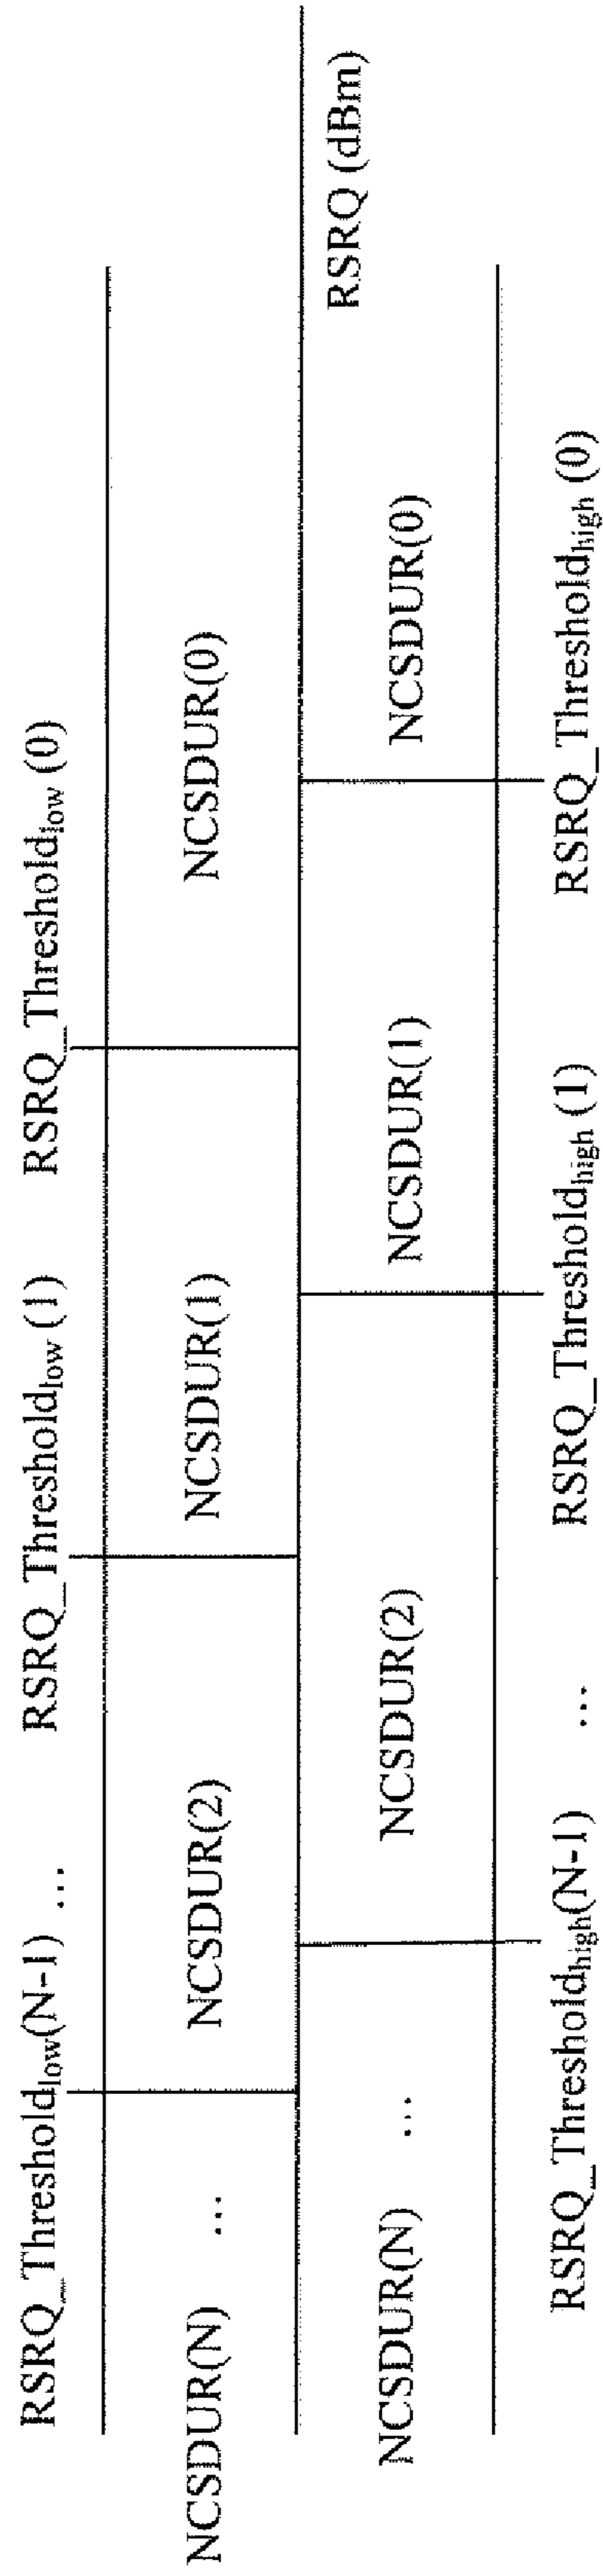 RSRQ_Threshold_low(N-1) ... RSRQ_Threshold_low (1) RSRQ_Threshold_low (0)
NCSDUR(N) ... NCSDUR(2) NCSDUR(1) NCSDUR(0)
RSRQ (dBm)
NCSDUR(N) ... NCSDUR(2) NCSDUR(1) NCSDUR(0)
RSRQ_Threshold_high(N-1) ... RSRQ_Threshold_high (1) RSRQ_Threshold_high (0)